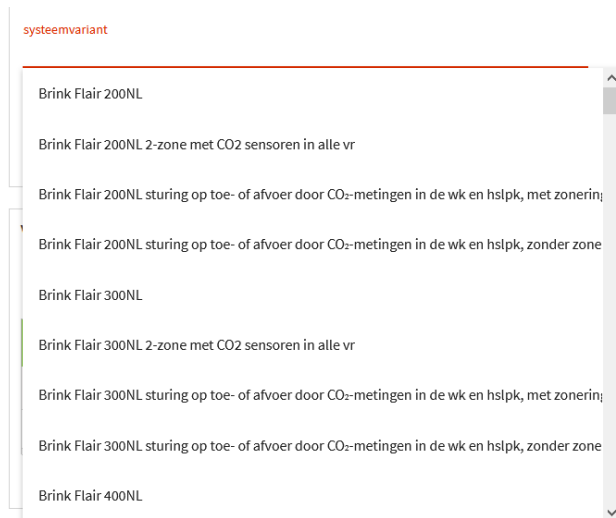 systeemvariant
Brink Flair 200NL
Brink Flair 200NL 2-zone met CO2 sensoren in alle vr
Brink Flair 200NL sturing op toe- of afvoer door CO₂-metingen in de wk en hslpk, met zonering
Brink Flair 200NL sturing op toe- of afvoer door CO₂-metingen in de wk en hslpk, zonder zone
Brink Flair 300NL
Brink Flair 300NL 2-zone met CO2 sensoren in alle vr
Brink Flair 300NL sturing op toe- of afvoer door CO₂-metingen in de wk en hslpk, met zonering
Brink Flair 300NL sturing op toe- of afvoer door CO₂-metingen in de wk en hslpk, zonder zone
Brink Flair 400NL